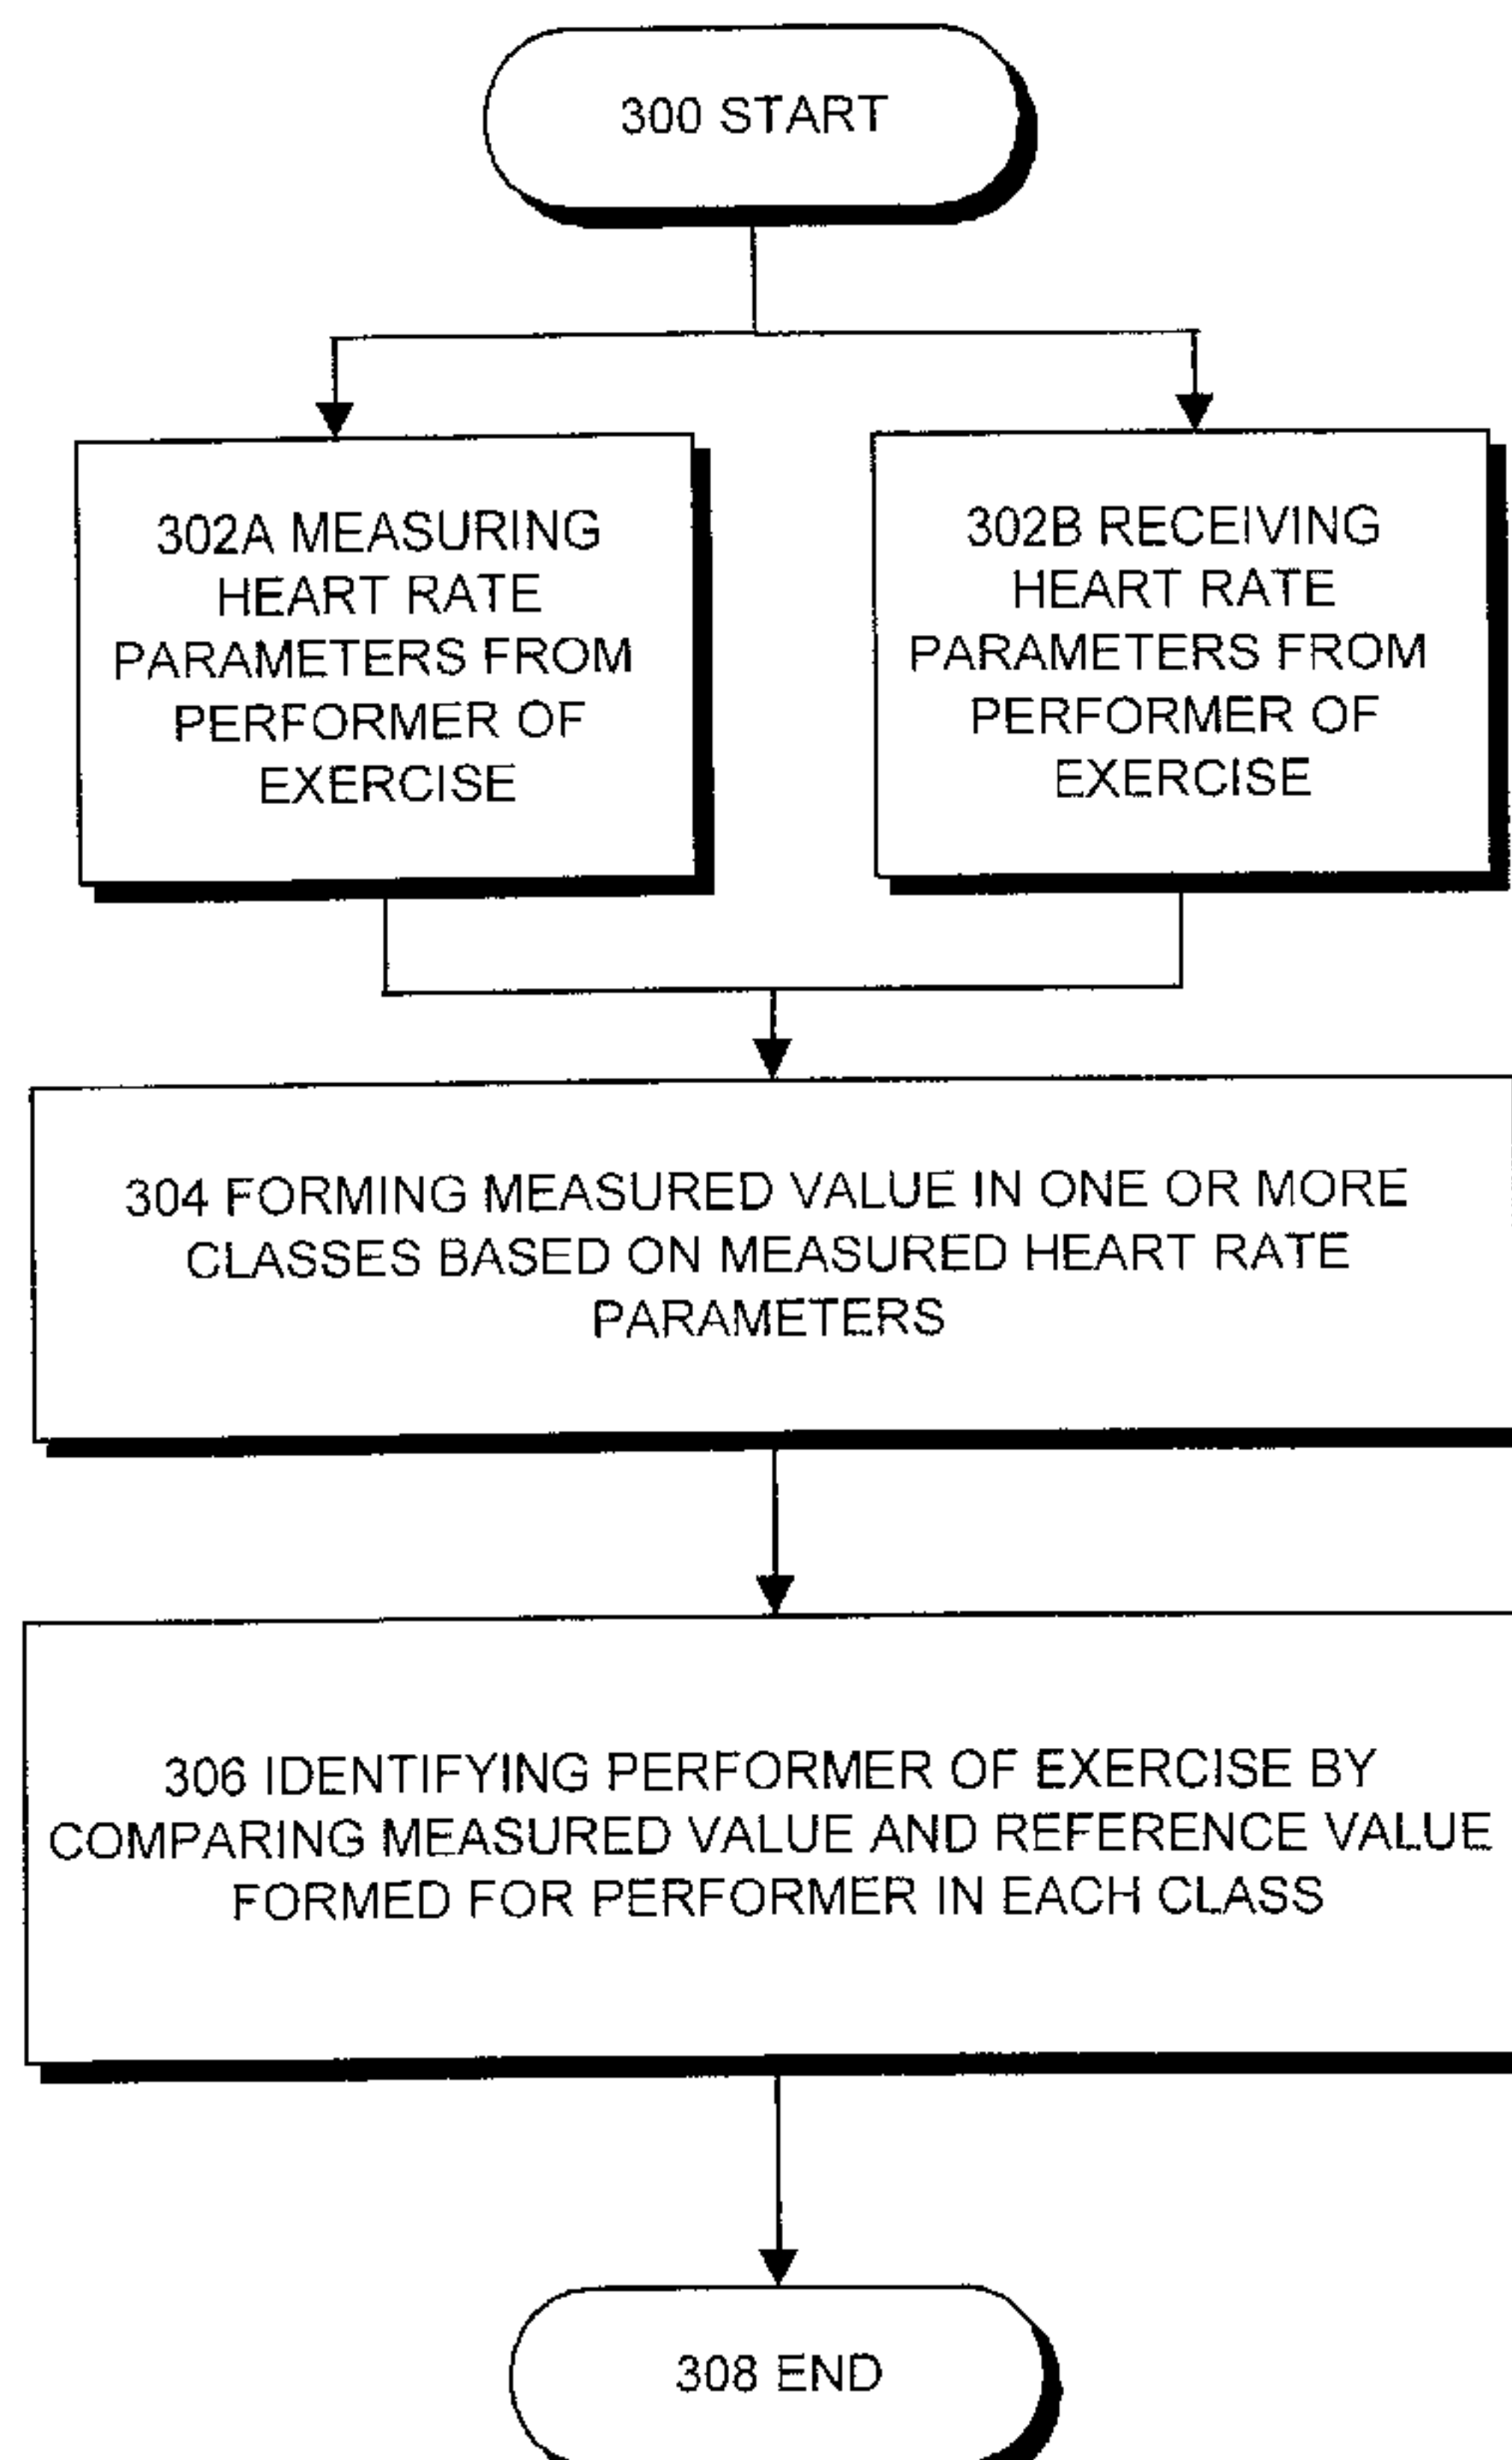 300 START
302A MEASURING
HEART RATE
PARAMETERS FROM
PERFORMER OF
EXERCISE
302B RECEIVING
HEART RATE
PARAMETERS FROM
PERFORMER OF
EXERCISE
304 FORMING MEASURED VALUE IN ONE OR MORE
CLASSES BASED ON MEASURED HEART RATE
PARAMETERS
306 IDENTIFYING PERFORMER OF EXERCISE BY
COMPARING MEASURED VALUE AND REFERENCE VALUE
FORMED FOR PERFORMER IN EACH CLASS
308 END